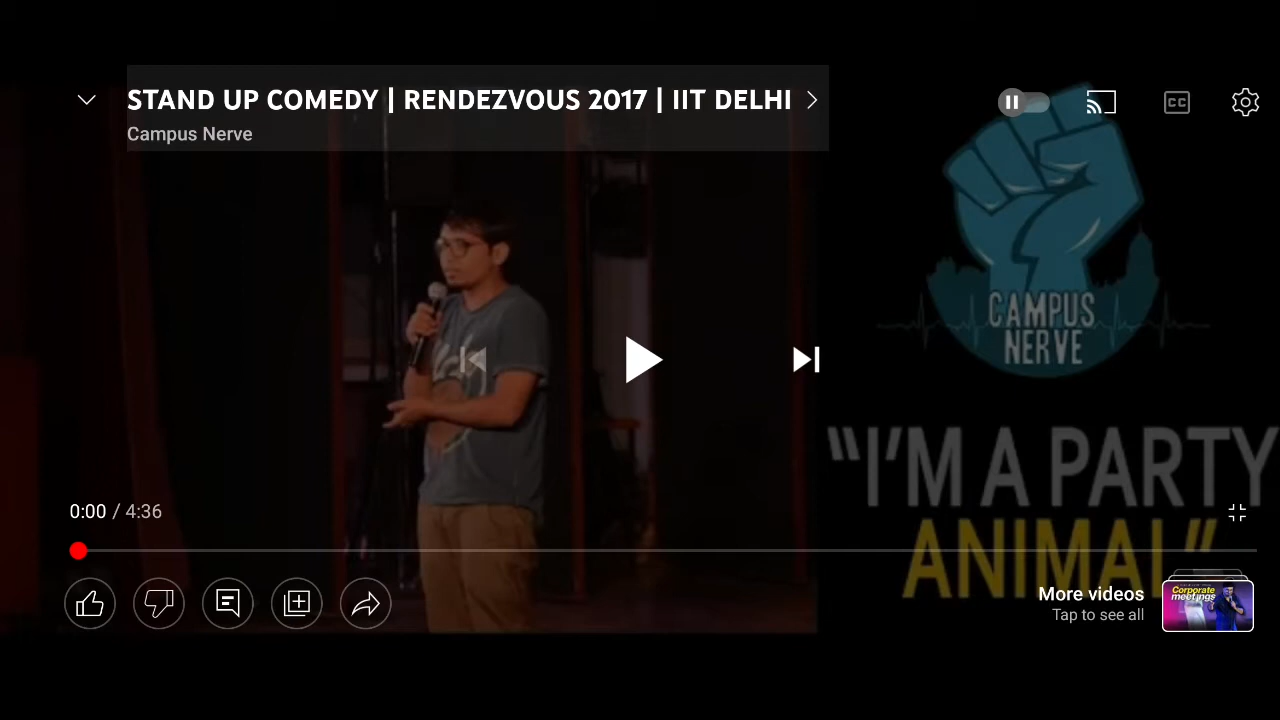 STAND UP COMEDY | RENDEZVOUS 2017 | IIT DELHI
Campus Nerve
CC
CAMPUS
NERVE
"I'M A PARTY
ANIMAL"
0:00 / 4:36
More videos
Tap to see all
Corporate
meetings